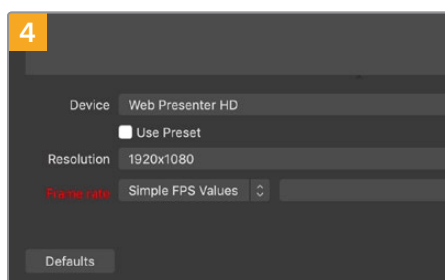 4
Device Web Presenter HD
Use Preset
Resolution 1920x1080
Frame rate Simple FPS Values
Defaults